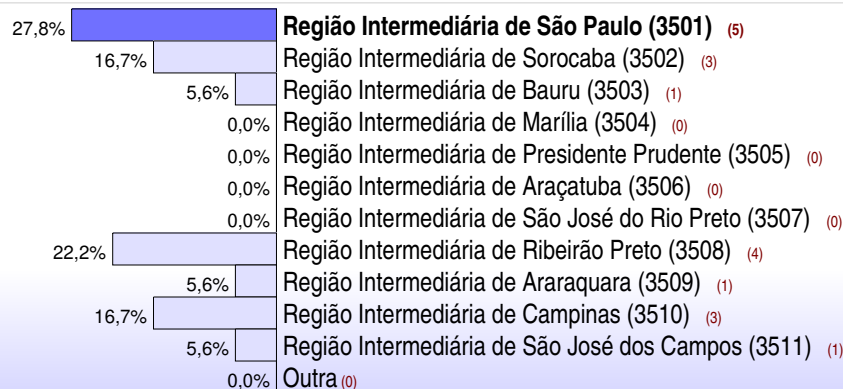 27,8% Região Intermediária de São Paulo (3501) (5)
16,7% Região Intermediária de Sorocaba (3502) (3)
5,6% Região Intermediária de Bauru (3503) (1)
0,0% Região Intermediária de Marília (3504) (0)
0,0% Região Intermediária de Presidente Prudente (3505) (0)
0,0% Região Intermediária de Araçatuba (3506) (0)
0,0% Região Intermediária de São José do Rio Preto (3507) (0)
22,2% Região Intermediária de Ribeirão Preto (3508) (4)
5,6% Região Intermediária de Araraquara (3509) (1)
16,7% Região Intermediária de Campinas (3510) (3)
5,6% Região Intermediária de São José dos Campos (3511) (1)
0,0% Outra (0)